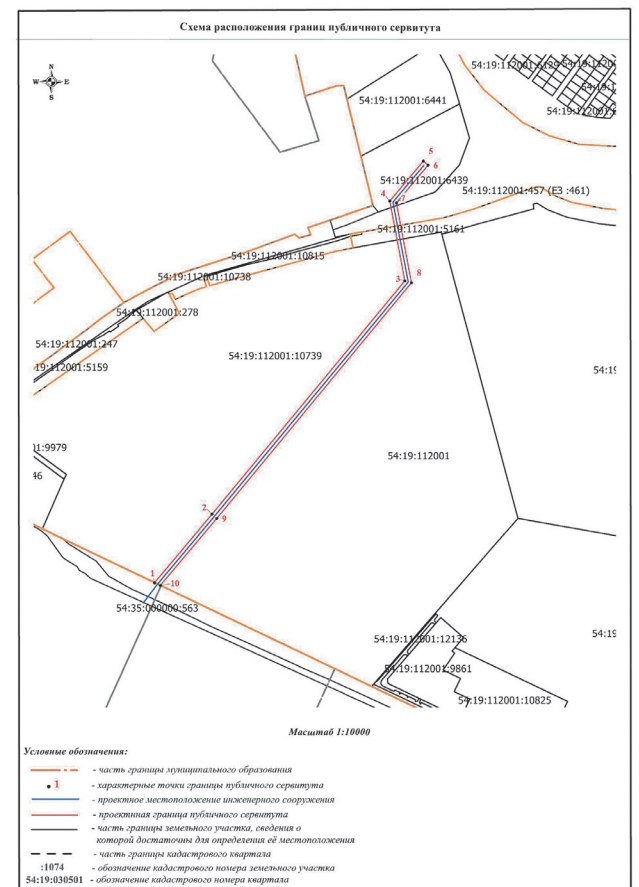 Схема расположения границ публичного сервитута
N
W E
S
54:19:112001:6441
5
6
54:19:112001:6439
4
7
54:19:112001:457 (ЕЗ :461)
54:19:112001:5161
54:19:112001:10815
54:19:112001:10738
3
8
54:19:112001:278
54:19:112001:247
54:19:112001:5159
54:19:112001:10739
54:19
01:9979
54:19:112001
46
2
9
1
10
54:35:000000:563
54:19:112001:12136
54:19
54:19:112001:9861
54:19:112001:10825
Масштаб 1:10000
Условные обозначения:
- часть границы муниципального образования
1 - характерные точки границы публичного сервитута
- проектное местоположение инженерного сооружения
- проектная граница публичного сервитута
- часть границы земельного участка, сведения о
которой достаточны для определения её местоположения
- часть границы кадастрового квартала
:1074 - обозначение кадастрового номера земельного участка
54:19:030501 - обозначение кадастрового номера квартала